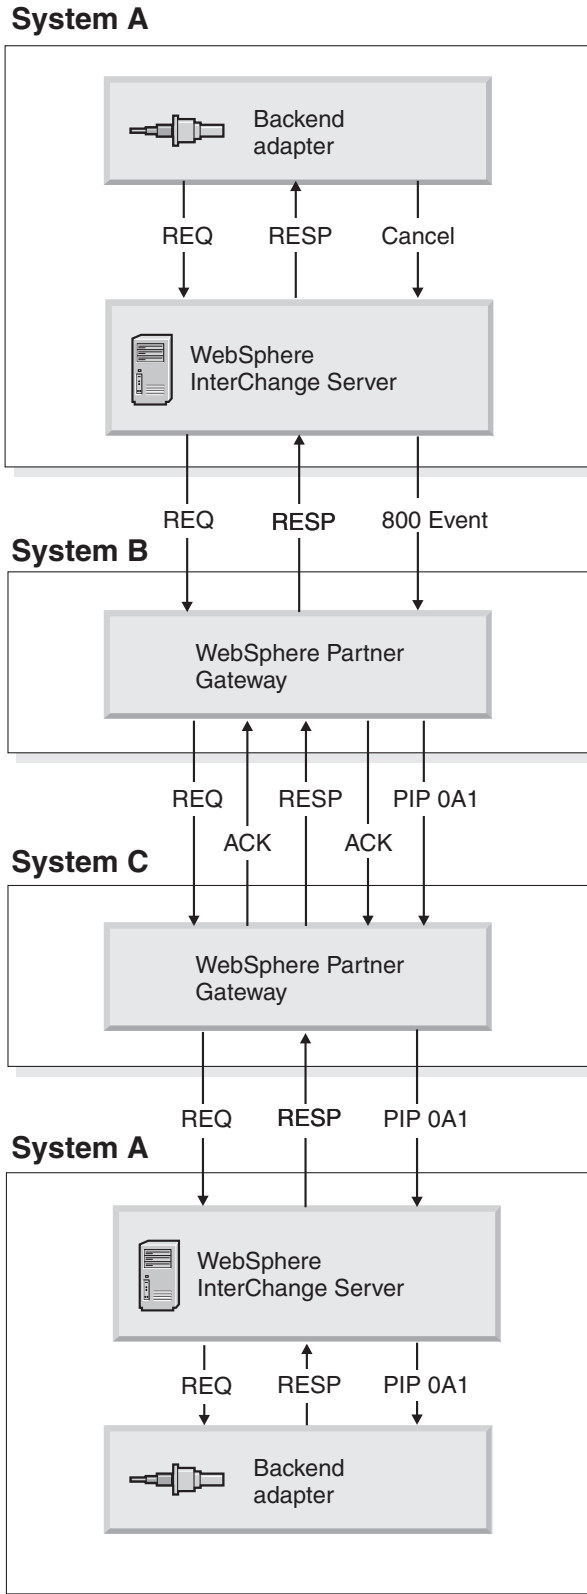 System A
Backend
adapter
REQ RESP Cancel
WebSphere
InterChange Server
REQ RESP 800 Event
System B
WebSphere Partner
Gateway
REQ RESP PIP 0A1
ACK ACK
System C
WebSphere Partner
Gateway
REQ RESP PIP 0A1
System A
WebSphere
InterChange Server
REQ RESP PIP 0A1
Backend
adapter